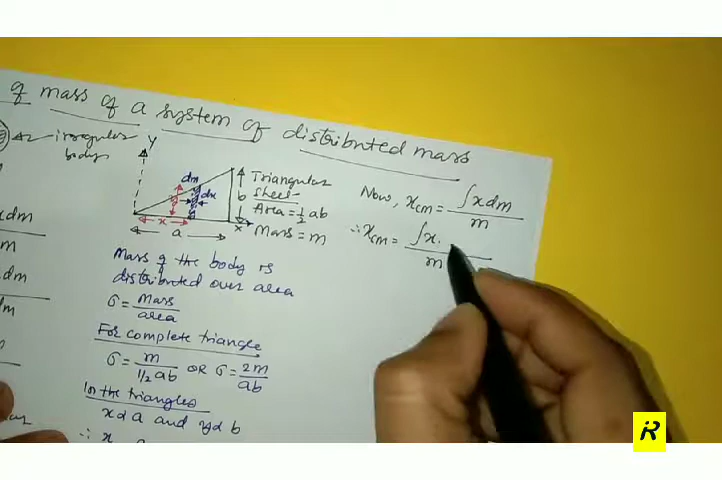 of mass of a system of distributed mass
irregular
body
Y
dm
dx
y
x
a
b
x
Triangular
Sheet
Area = 1/2 ab
Mass = m
Mass of the body is
distributed over area
σ = Mass/area
For complete triangle
σ = m/(1/2 ab) OR σ = 2m/ab
In the triangles
x α a and y α b
∴ x
a
xdm
dm
m
Now, xcm = ∫xdm/m
∴ xcm = ∫x./m
R